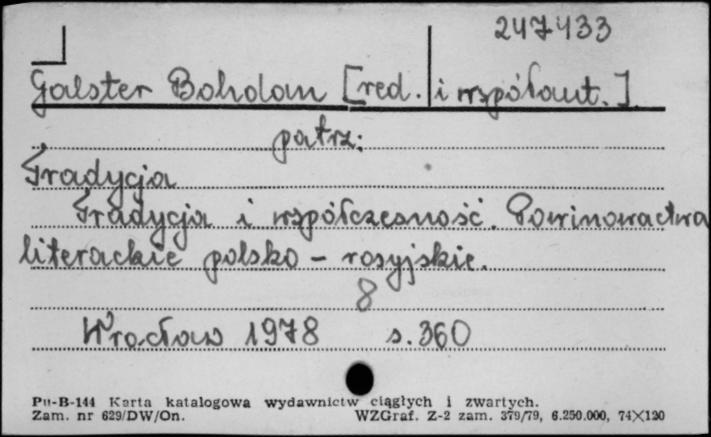 247433
Galster Bohdan [red. i współaut.]
patrz:
Tradycja
Tradycja i współczesność. Powinowactwa
literackie polsko - rosyjskie.
8
Wrocław 1978 s. 360
Pu-B-144 Karta katalogowa wydawnictw ciągłych i zwartych.
Zam. nr 629/DW/On. WZGraf. Z-2 zam. 379/79, 6.250.000, 74X120